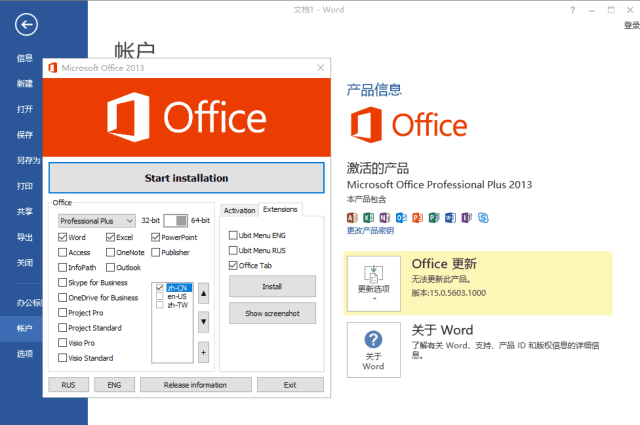 文档1 - Word
?
登录
信息
新建
打开
保存
另存为
打印
共享
导出
关闭
帐户
选项
帐户
Microsoft Office 2013
Office
Start installation
Office
Professional Plus
32-bit
64-bit
Word
Excel
PowerPoint
Access
OneNote
Publisher
InfoPath
Outlook
Skype for Business
OneDrive for Business
Project Pro
Project Standard
Visio Pro
Visio Standard
zh-CN
en-US
zh-TW
+
Activation
Extensions
Ubit Menu ENG
Ubit Menu RUS
Office Tab
Install
Show screenshot
RUS
ENG
Release information
Exit
产品信息
Office
激活的产品
Microsoft Office Professional Plus 2013
本产品包含
更改产品密钥
更新选项
Office 更新
无法更新此产品。
版本:15.0.5603.1000
关于 Word
关于
Word
了解有关 Word、支持、产品 ID 和版权信息的详细信
息。